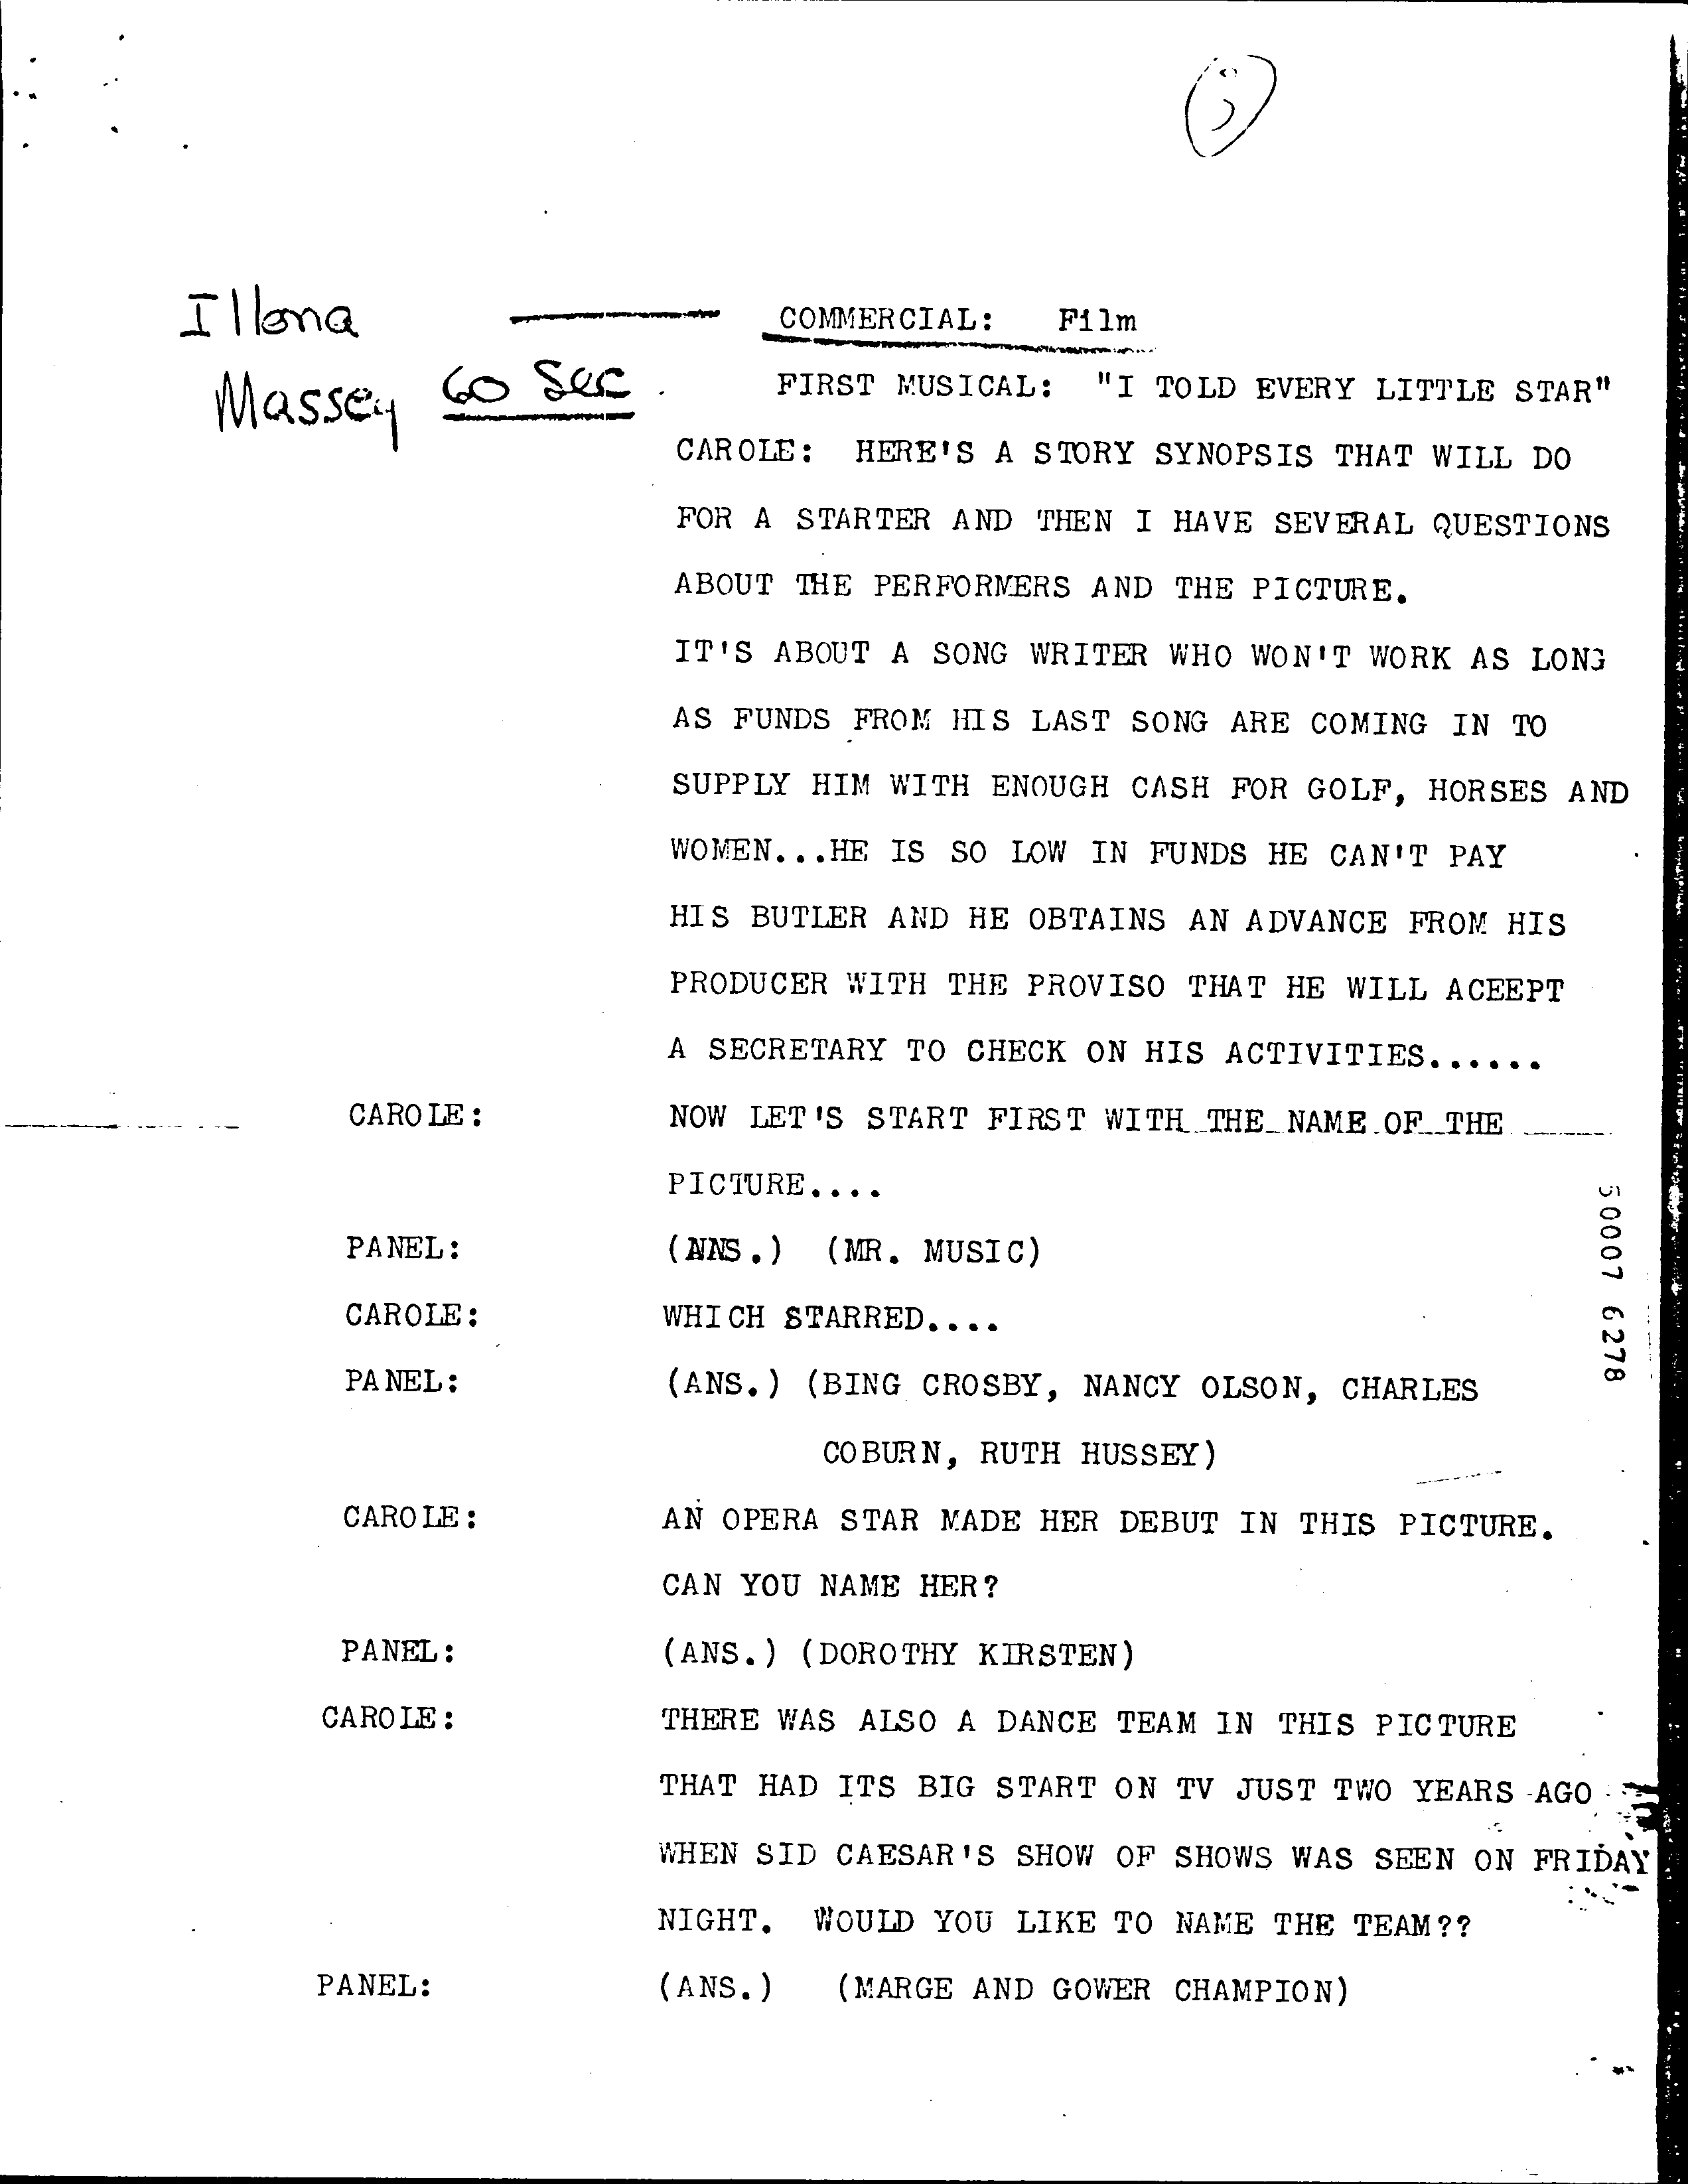 Illona
Massey 60 Sec
COMMERCIAL: Film
FIRST MUSICAL: "I TOLD EVERY LITTLE STAR"
CAROLE: HERE'S A STORY SYNOPSIS THAT WILL DO
FOR A STARTER AND THEN I HAVE SEVERAL QUESTIONS
ABOUT THE PERFORMERS AND THE PICTURE.
IT'S ABOUT A SONG WRITER WHO WON'T WORK AS LONG
AS FUNDS FROM HIS LAST SONG ARE COMING IN TO
SUPPLY HIM WITH ENOUGH CASH FOR GOLF, HORSES AND
WOMEN...HE IS SO LOW IN FUNDS HE CAN'T PAY
HIS BUTLER AND HE OBTAINS AN ADVANCE FROM HIS
PRODUCER WITH THE PROVISO THAT HE WILL ACEEPT
A SECRETARY TO CHECK ON HIS ACTIVITIES......
CAROLE: NOW LET'S START FIRST WITH THE NAME OF THE
PICTURE....
PANEL: (ANS.) (MR. MUSIC)
CAROLE: WHICH STARRED....
PANEL: (ANS.) (BING CROSBY, NANCY OLSON, CHARLES
COBURN, RUTH HUSSEY)
CAROLE: AN OPERA STAR MADE HER DEBUT IN THIS PICTURE.
CAN YOU NAME HER?
PANEL: (ANS.) (DOROTHY KIRSTEN)
CAROLE: THERE WAS ALSO A DANCE TEAM IN THIS PICTURE
THAT HAD ITS BIG START ON TV JUST TWO YEARS AGO
WHEN SID CAESAR'S SHOW OF SHOWS WAS SEEN ON FRIDAY
NIGHT. WOULD YOU LIKE TO NAME THE TEAM??
PANEL: (ANS.) (MARGE AND GOWER CHAMPION)
50007 6278